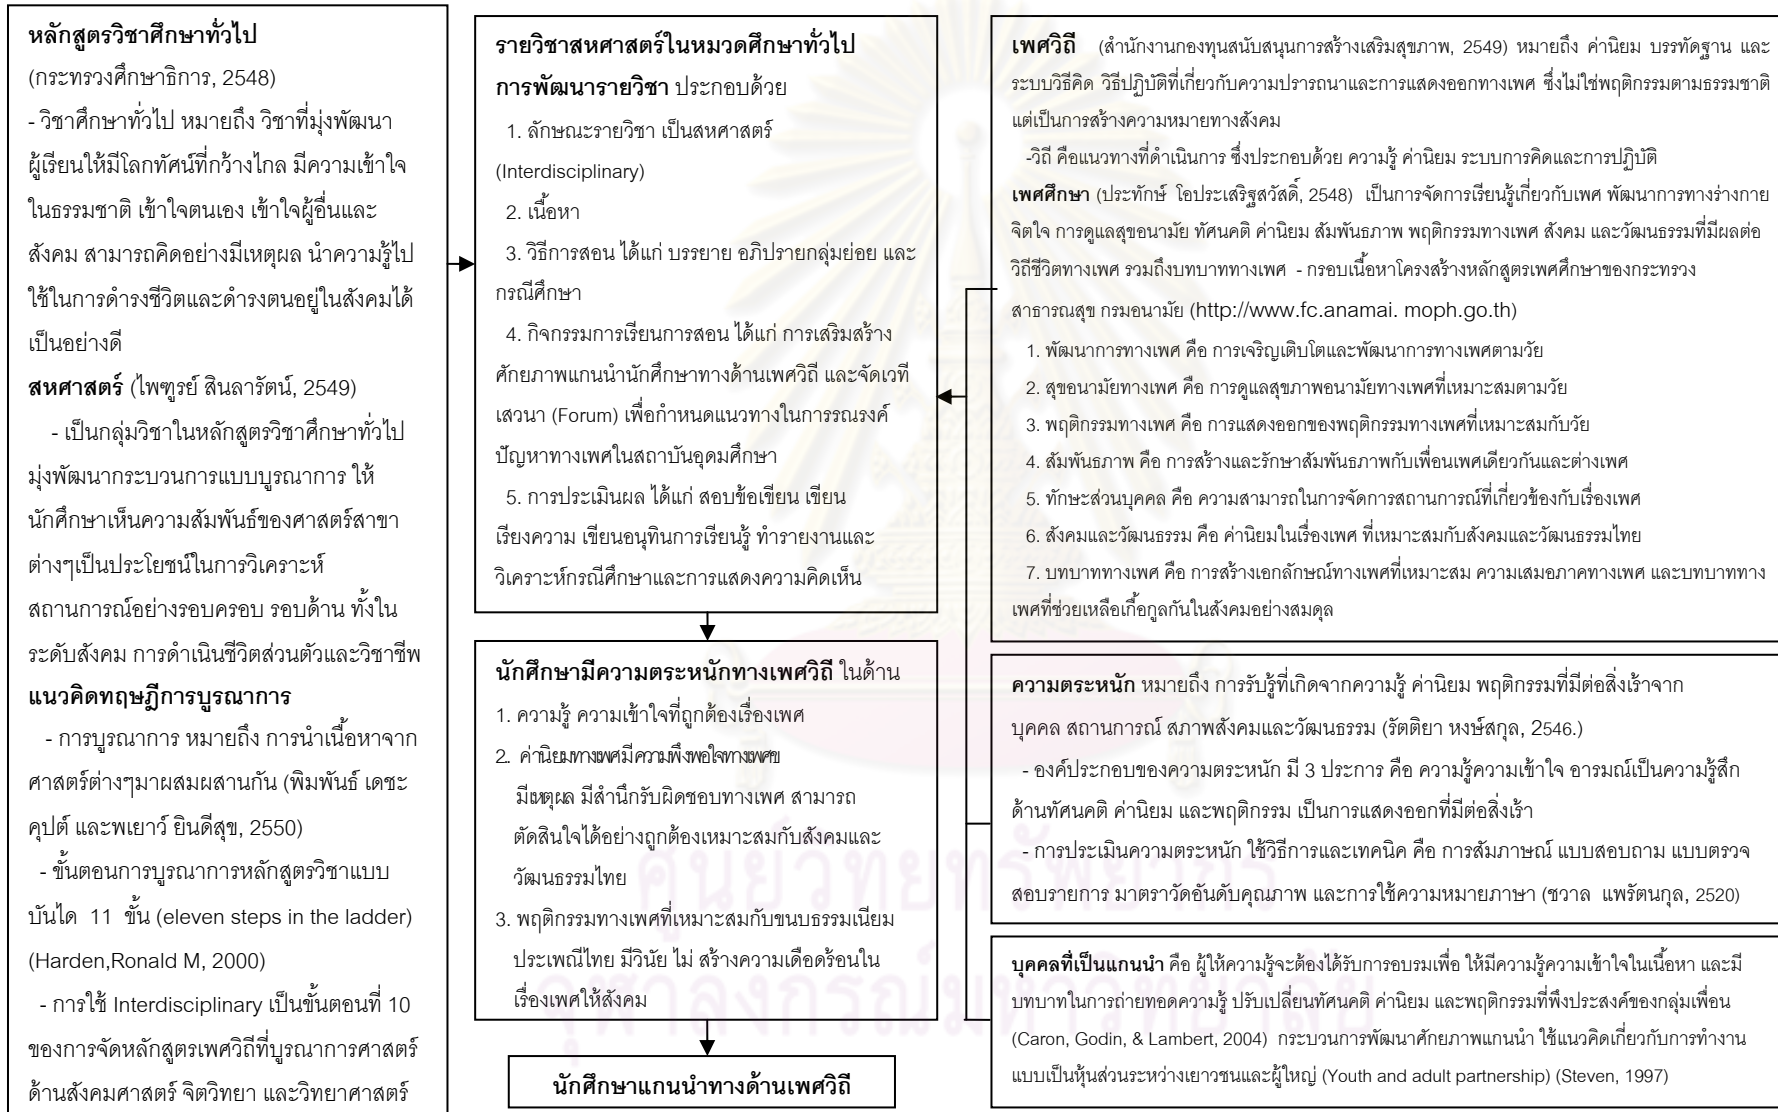 หลักสูตรวิชาศึกษาทั่วไป
(กระทรวงศึกษาธิการ, 2548)
- วิชาศึกษาทั่วไป หมายถึง วิชาที่มุ่งพัฒนา
ผู้เรียนให้มีโลกทัศน์ที่กว้างไกล มีความเข้าใจ
ในธรรมชาติ เข้าใจตนเอง เข้าใจผู้อื่นและ
สังคม สามารถคิดอย่างมีเหตุผล นำความรู้ไป
ใช้ในการดำรงชีวิตและดำรงตนอยู่ในสังคมได้
เป็นอย่างดี
สหศาสตร์ (ไพฑูรย์ สินลารัตน์, 2549)
- เป็นกลุ่มวิชาในหลักสูตรวิชาศึกษาทั่วไป
มุ่งพัฒนากระบวนการแบบบูรณาการ ให้
นักศึกษาเห็นความสัมพันธ์ของศาสตร์สาขา
ต่างๆเป็นประโยชน์ในการวิเคราะห์
สถานการณ์อย่างรอบครอบ รอบด้าน ทั้งใน
ระดับสังคม การดำเนินชีวิตส่วนตัวและวิชาชีพ
แนวคิดทฤษฎีการบูรณาการ
- การบูรณาการ หมายถึง การนำเนื้อหาจาก
ศาสตร์ต่างๆมาผสมผสานกัน (พิมพันธ์ เดชะ
คุปต์ และพเยาว์ ยินดีสุข, 2550)
- ขั้นตอนการบูรณาการหลักสูตรวิชาแบบ
บันได 11 ขั้น (eleven steps in the ladder)
(Harden,Ronald M, 2000)
- การใช้ Interdisciplinary เป็นขั้นตอนที่ 10
ของการจัดหลักสูตรเพศวิถีที่บูรณาการศาสตร์
ด้านสังคมศาสตร์ จิตวิทยา และวิทยาศาสตร์
รายวิชาสหศาสตร์ในหมวดศึกษาทั่วไป
การพัฒนารายวิชา ประกอบด้วย
1. ลักษณะรายวิชา เป็นสหศาสตร์
(Interdisciplinary)
2. เนื้อหา
3. วิธีการสอน ได้แก่ บรรยาย อภิปรายกลุ่มย่อย และ
กรณีศึกษา
4. กิจกรรมการเรียนการสอน ได้แก่ การเสริมสร้าง
ศักยภาพแกนนำนักศึกษาทางด้านเพศวิถี และจัดเวที
เสวนา (Forum) เพื่อกำหนดแนวทางในการรณรงค์
ปัญหาทางเพศในสถาบันอุดมศึกษา
5. การประเมินผล ได้แก่ สอบข้อเขียน เขียน
เรียงความ เขียนอนุทินการเรียนรู้ ทำรายงานและ
วิเคราะห์กรณีศึกษาและการแสดงความคิดเห็น
นักศึกษามีความตระหนักทางเพศวิถี ในด้าน
1. ความรู้ ความเข้าใจที่ถูกต้องเรื่องเพศ
2. ค่านิยมทางเพศมีความพึงพอใจทางเพศข
มีเหตุผล มีสำนึกรับผิดชอบทางเพศ สามารถ
ตัดสินใจได้อย่างถูกต้องเหมาะสมกับสังคมและ
วัฒนธรรมไทย
3. พฤติกรรมทางเพศที่เหมาะสมกับขนบธรรมเนียม
ประเพณีไทย มีวินัย ไม่ สร้างความเดือดร้อนใน
เรื่องเพศให้สังคม
นักศึกษาแกนนำทางด้านเพศวิถี
เพศวิถี (สำนักงานกองทุนสนับสนุนการสร้างเสริมสุขภาพ, 2549) หมายถึง ค่านิยม บรรทัดฐาน และ
ระบบวิธีคิด วิธีปฏิบัติที่เกี่ยวกับความปรารถนาและการแสดงออกทางเพศ ซึ่งไม่ใช่พฤติกรรมตามธรรมชาติ
แต่เป็นการสร้างความหมายทางสังคม
-วิถี คือแนวทางที่ดำเนินการ ซึ่งประกอบด้วย ความรู้ ค่านิยม ระบบการคิดและการปฏิบัติ
เพศศึกษา (ประทักษ์ โอประเสริฐสวัสดิ์, 2548) เป็นการจัดการเรียนรู้เกี่ยวกับเพศ พัฒนาการทางร่างกาย
จิตใจ การดูแลสุขอนามัย ทัศนคติ ค่านิยม สัมพันธภาพ พฤติกรรมทางเพศ สังคม และวัฒนธรรมที่มีผลต่อ
วิถีชีวิตทางเพศ รวมถึงบทบาททางเพศ - กรอบเนื้อหาโครงสร้างหลักสูตรเพศศึกษาของกระทรวง
สาธารณสุข กรมอนามัย (http://www.fc.anamai. moph.go.th)
1. พัฒนาการทางเพศ คือ การเจริญเติบโตและพัฒนาการทางเพศตามวัย
2. สุขอนามัยทางเพศ คือ การดูแลสุขภาพอนามัยทางเพศที่เหมาะสมตามวัย
3. พฤติกรรมทางเพศ คือ การแสดงออกของพฤติกรรมทางเพศที่เหมาะสมกับวัย
4. สัมพันธภาพ คือ การสร้างและรักษาสัมพันธภาพกับเพื่อนเพศเดียวกันและต่างเพศ
5. ทักษะส่วนบุคคล คือ ความสามารถในการจัดการสถานการณ์ที่เกี่ยวข้องกับเรื่องเพศ
6. สังคมและวัฒนธรรม คือ ค่านิยมในเรื่องเพศ ที่เหมาะสมกับสังคมและวัฒนธรรมไทย
7. บทบาททางเพศ คือ การสร้างเอกลักษณ์ทางเพศที่เหมาะสม ความเสมอภาคทางเพศ และบทบาททาง
เพศที่ช่วยเหลือเกื้อกูลกันในสังคมอย่างสมดุล
ความตระหนัก หมายถึง การรับรู้ที่เกิดจากความรู้ ค่านิยม พฤติกรรมที่มีต่อสิ่งเร้าจาก
บุคคล สถานการณ์ สภาพสังคมและวัฒนธรรม (รัตติยา หงษ์สกุล, 2546.)
- องค์ประกอบของความตระหนัก มี 3 ประการ คือ ความรู้ความเข้าใจ อารมณ์เป็นความรู้สึก
ด้านทัศนคติ ค่านิยม และพฤติกรรม เป็นการแสดงออกที่มีต่อสิ่งเร้า
- การประเมินความตระหนัก ใช้วิธีการและเทคนิค คือ การสัมภาษณ์ แบบสอบถาม แบบตรวจ
สอบรายการ มาตราวัดอันดับคุณภาพ และการใช้ความหมายภาษา (ชวาล แพรัตนกุล, 2520)
บุคคลที่เป็นแกนนำ คือ ผู้ให้ความรู้จะต้องได้รับการอบรมเพื่อ ให้มีความรู้ความเข้าใจในเนื้อหา และมี
บทบาทในการถ่ายทอดความรู้ ปรับเปลี่ยนทัศนคติ ค่านิยม และพฤติกรรมที่พึงประสงค์ของกลุ่มเพื่อน
(Caron, Godin, & Lambert, 2004) กระบวนการพัฒนาศักยภาพแกนนำ ใช้แนวคิดเกี่ยวกับการทำงาน
แบบเป็นหุ้นส่วนระหว่างเยาวชนและผู้ใหญ่ (Youth and adult partnership) (Steven, 1997)
ศูนย์วิทยทรัพยากร
จุฬาลงกรณ์มหาวิทยาลัย